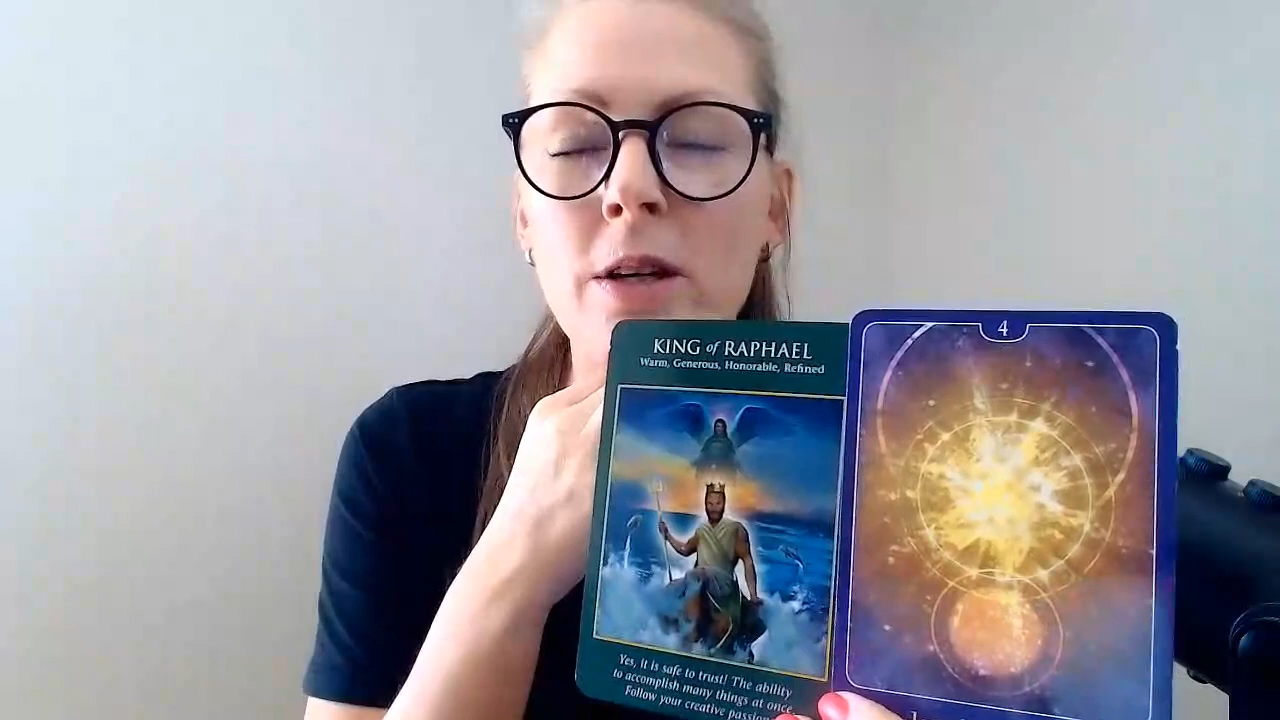 KING of RAPHAEL
Warm, Generous, Honorable, Refined
Yes, it is safe to trust! The ability
to accomplish many things at once.
Follow your creative passion
4